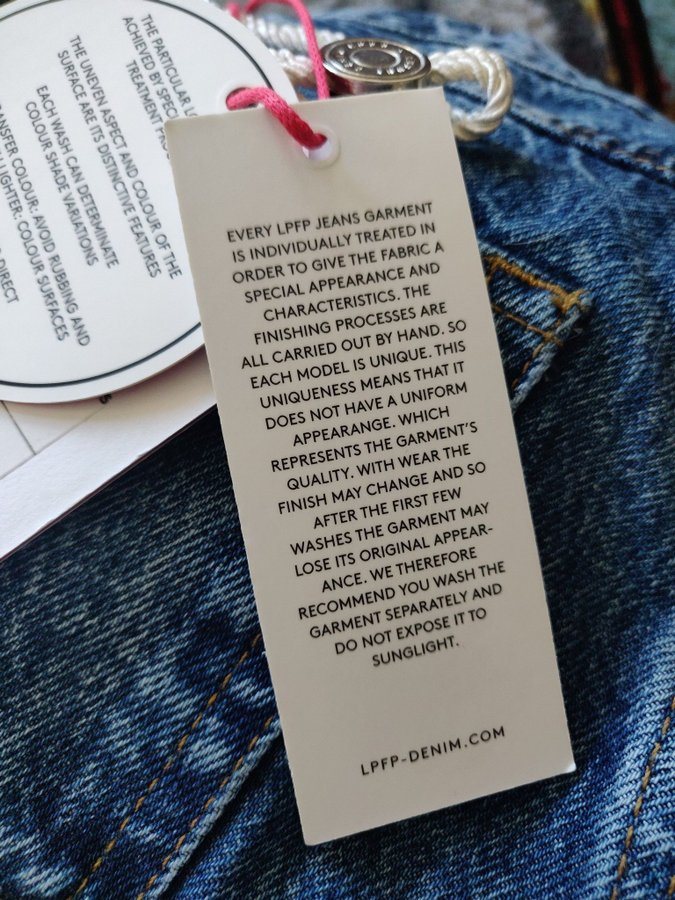 EVERY LPFP JEANS GARMENT
IS INDIVIDUALLY TREATED IN
ORDER TO GIVE THE FABRIC A
SPECIAL APPEARANCE AND
CHARACTERISTICS. THE
FINISHING PROCESSES ARE
ALL CARRIED OUT BY HAND. SO
EACH MODEL IS UNIQUE. THIS
UNIQUENESS MEANS THAT IT
DOES NOT HAVE A UNIFORM
APPEARANGE. WHICH
REPRESENTS THE GARMENT'S
QUALITY. WITH WEAR THE
FINISH MAY CHANGE AND SO
AFTER THE FIRST FEW
WASHES THE GARMENT MAY
LOSE ITS ORIGINAL APPEAR-
ANCE. WE THEREFORE
RECOMMEND YOU WASH THE
GARMENT SEPARATELY AND
DO NOT EXPOSE IT TO
SUNGLIGHT.
LPFP-DENIM.COM
THE PARTICULAR
ACHIEVED BY
TREATMENT
THE UNEVEN ASPECT AND COLOUR OF THE
SURFACE ARE ITS DISTINCTIVE FEATURES
EACH WASH CAN DETERMINATE
COLOUR SHADE VARIATIONS
COLOUR. AVOID RUBBING AND
LIGHTER; COLOUR SURFACES
DIRECT